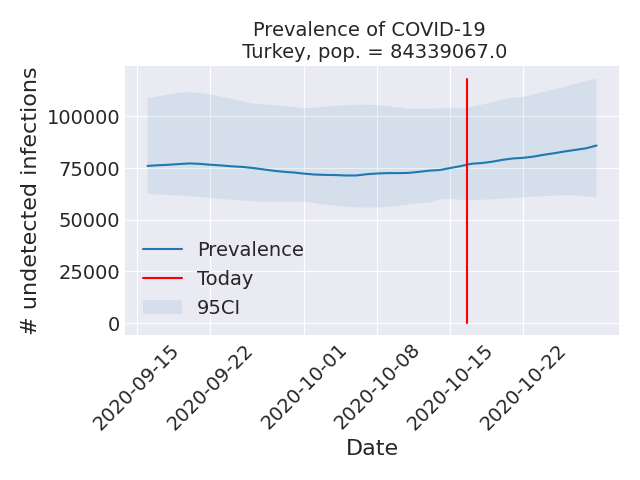 Prevalence of COVID-19
Turkey, pop. = 84339067.0
# undetected infections
100000
75000
50000
25000
0
Prevalence
Today
95CI
2020-09-15
2020-09-22
2020-10-01
2020-10-08
2020-10-15
2020-10-22
Date